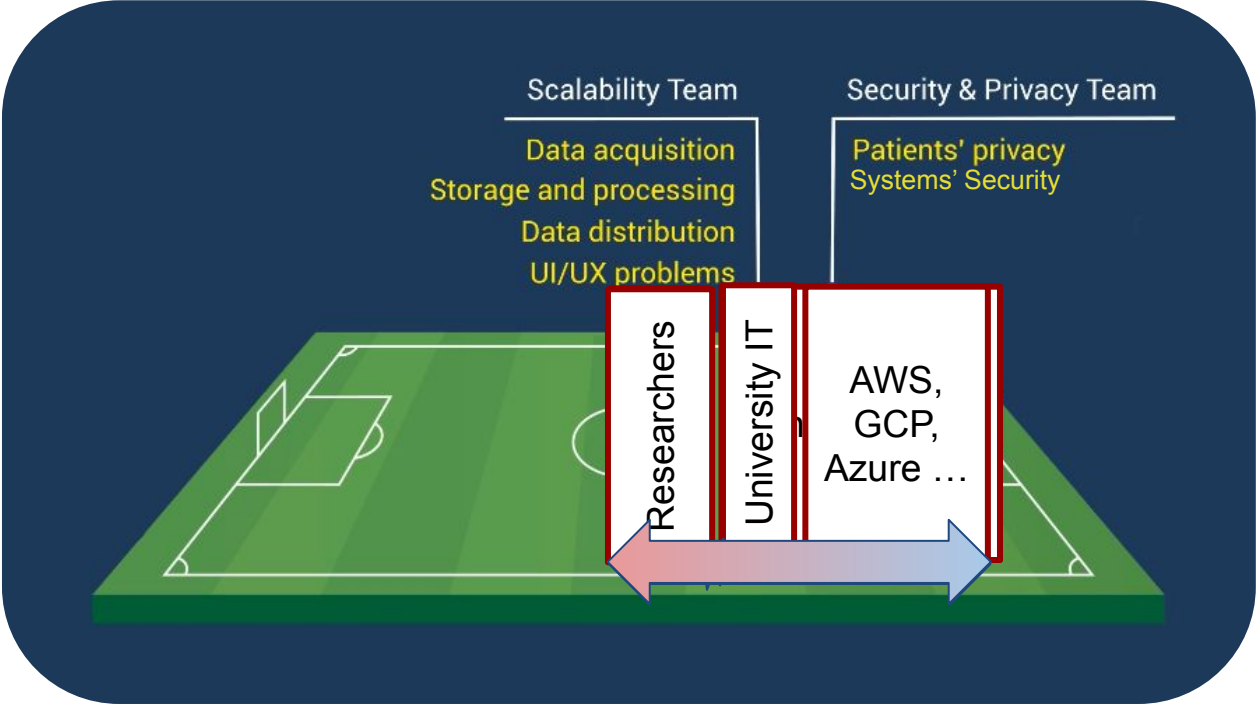 Scalability Team
Data acquisition
Storage and processing
Data distribution
UI/UX problems
Security & Privacy Team
Patients' privacy
Systems’ Security
Researchers
University IT
AWS,
GCP,
Azure …